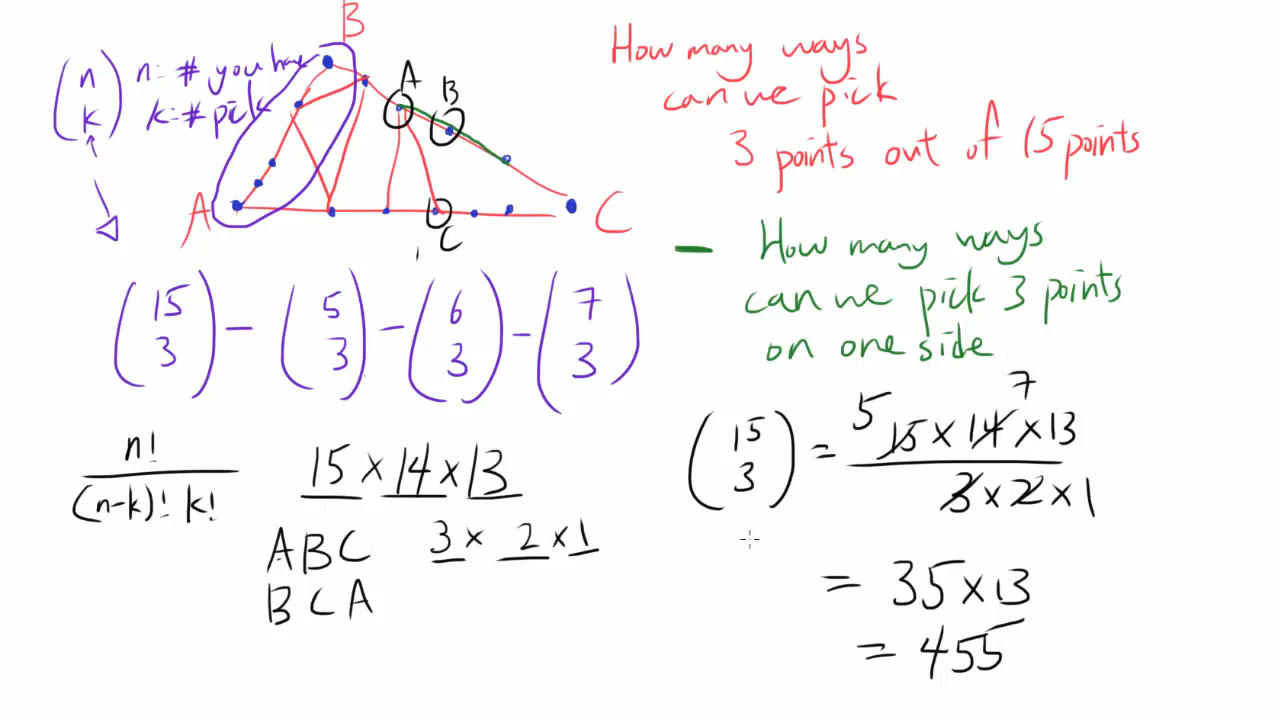 B
(n k) n: # you have
k: # pick
A
B
A
C
C
How many ways
can we pick
3 points out of 15 points
— How many ways
can we pick 3 points
on one side
(15 3) – (5 3) – (6 3) – (7 3)
n!
(n-k)! k!
15 × 14 × 13
ABC 3 × 2 × 1
BCA
(15 3) = 5 15 × 14 7 × 13
3 × 2 × 1
= 35 × 13
= 455